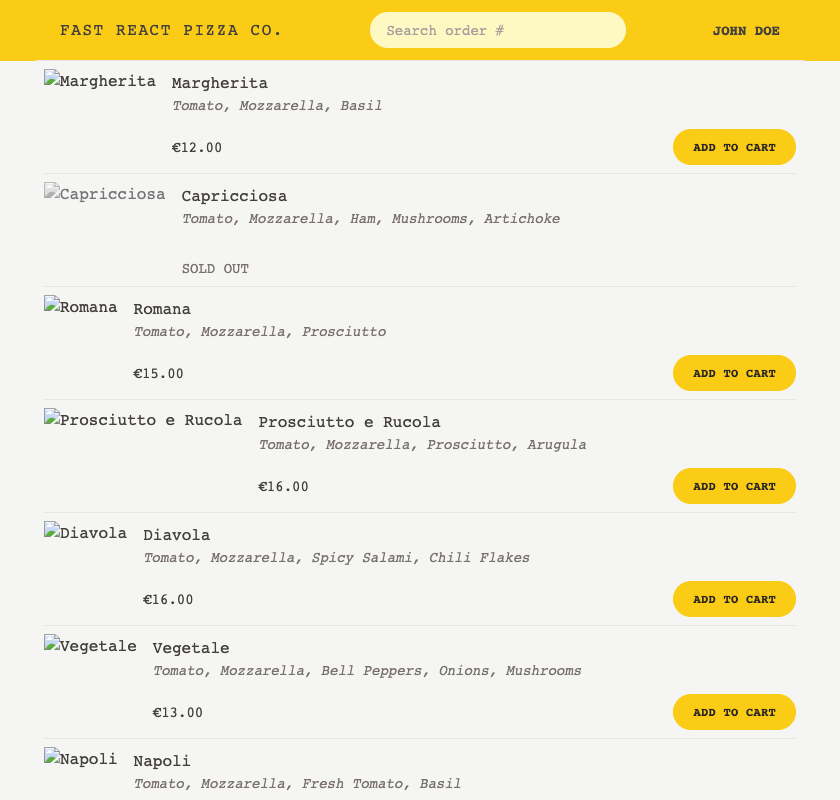 FAST REACT PIZZA CO.
Search order #
JOHN DOE
Margherita Margherita
Tomato, Mozzarella, Basil
€12.00 ADD TO CART
Capricciosa Capricciosa
Tomato, Mozzarella, Ham, Mushrooms, Artichoke
SOLD OUT
Romana Romana
Tomato, Mozzarella, Prosciutto
€15.00 ADD TO CART
Prosciutto e Rucola Prosciutto e Rucola
Tomato, Mozzarella, Prosciutto, Arugula
€16.00 ADD TO CART
Diavola Diavola
Tomato, Mozzarella, Spicy Salami, Chili Flakes
€16.00 ADD TO CART
Vegetale Vegetale
Tomato, Mozzarella, Bell Peppers, Onions, Mushrooms
€13.00 ADD TO CART
Napoli Napoli
Tomato, Mozzarella, Fresh Tomato, Basil